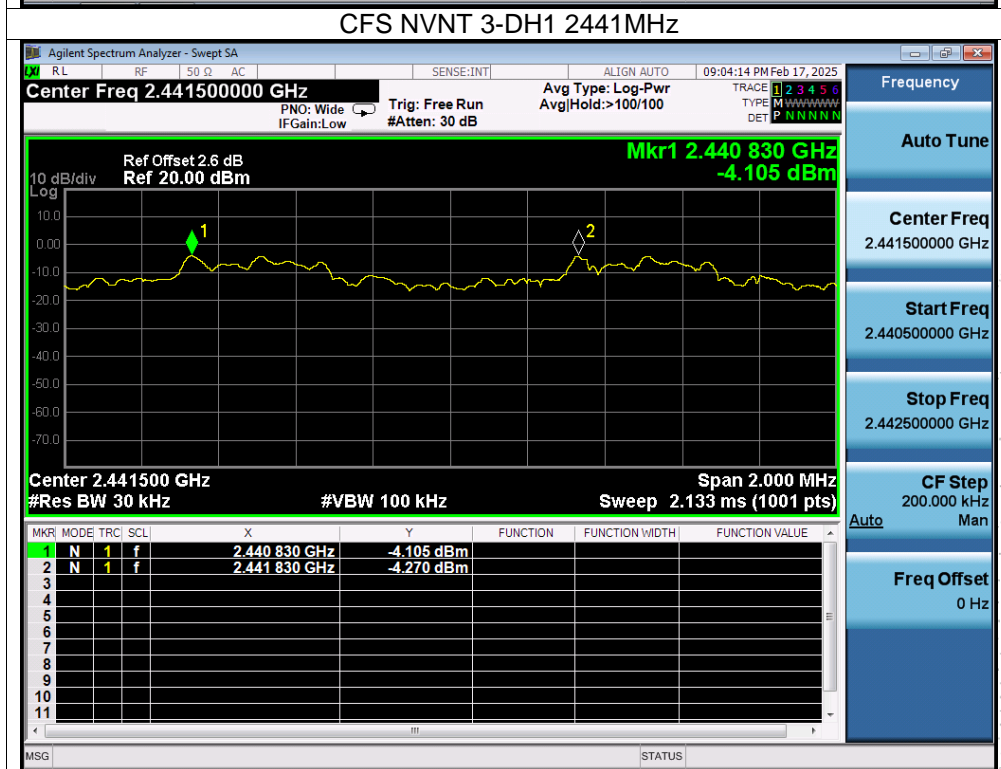 CFS NVNT 3-DH1 2441MHz
Agilent Spectrum Analyzer - Swept SA
LXI RL RF 50 Ω AC SENSE:INT ALIGN AUTO 09:04:14 PM Feb 17, 2025
Center Freq 2.441500000 GHz
PNO: Wide
IFGain:Low
Trig: Free Run
#Atten: 30 dB
Avg Type: Log-Pwr
Avg|Hold:>100/100
TRACE 1 2 3 4 5 6
TYPE M WWWWW
DET P N N N N N
Mkr1 2.440 830 GHz
-4.105 dBm
Ref Offset 2.6 dB
10 dB/div Ref 20.00 dBm
Log
10.0
0.00
-10.0
-20.0
-30.0
-40.0
-50.0
-60.0
-70.0
1
2
Center 2.441500 GHz Span 2.000 MHz
#Res BW 30 kHz #VBW 100 kHz Sweep 2.133 ms (1001 pts)
MKR MODE TRC SCL X Y FUNCTION FUNCTION WIDTH FUNCTION VALUE
1 N 1 f 2.440 830 GHz -4.105 dBm
2 N 1 f 2.441 830 GHz -4.270 dBm
3
4
5
6
7
8
9
10
11
MSG STATUS
Frequency
Auto Tune
Center Freq
2.441500000 GHz
Start Freq
2.440500000 GHz
Stop Freq
2.442500000 GHz
CF Step
200.000 kHz
Auto Man
Freq Offset
0 Hz